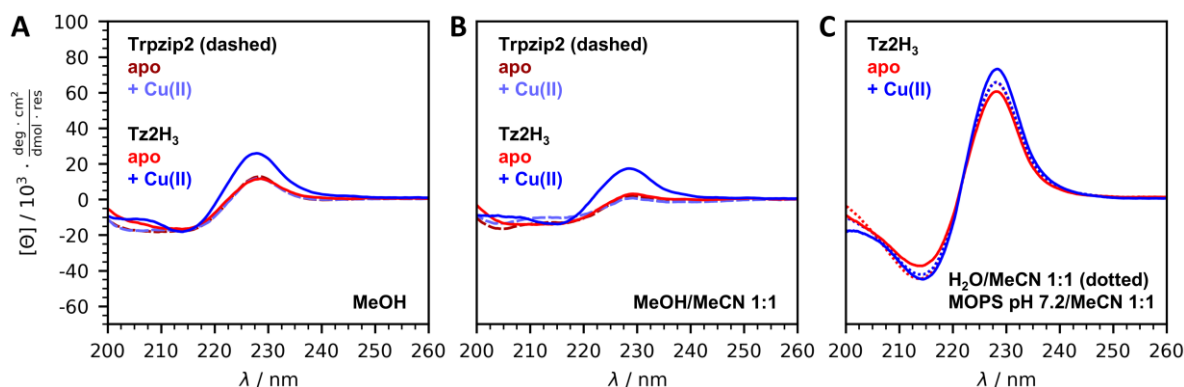 A
Trpzip2 (dashed)
apo
+ Cu(II)
Tz2H₃
apo
+ Cu(II)
MeOH
100
80
60
40
20
0
-20
-40
-60
[Θ] / 10³ · deg · cm² / dmol · res
200 210 220 230 240 250 260
λ / nm
B
Trpzip2 (dashed)
apo
+ Cu(II)
Tz2H₃
apo
+ Cu(II)
MeOH/MeCN 1:1
200 210 220 230 240 250 260
λ / nm
C
Tz2H₃
apo
+ Cu(II)
H₂O/MeCN 1:1 (dotted)
MOPS pH 7.2/MeCN 1:1
200 210 220 230 240 250 260
λ / nm